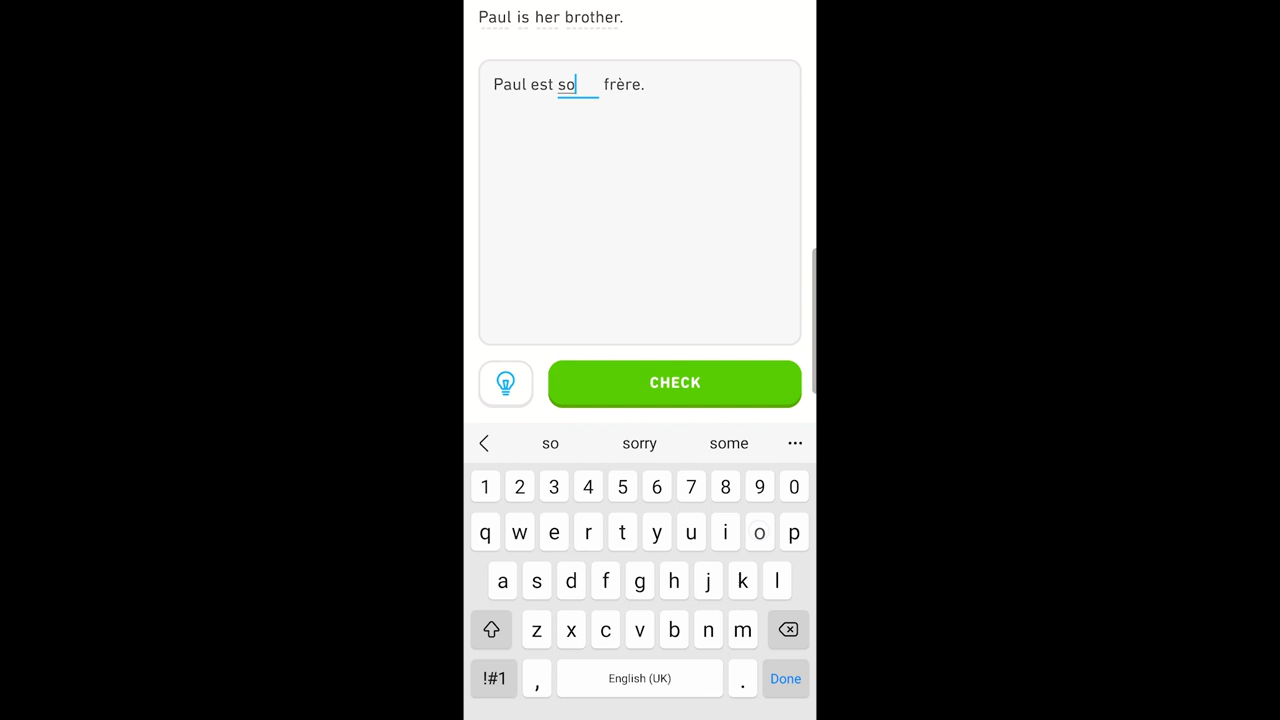 Paul is her brother.
Paul est so frère.
CHECK
so sorry some ...
1 2 3 4 5 6 7 8 9 0
q w e r t y u i o p
a s d f g h j k l
z x c v b n m
!#1 , English (UK) . Done